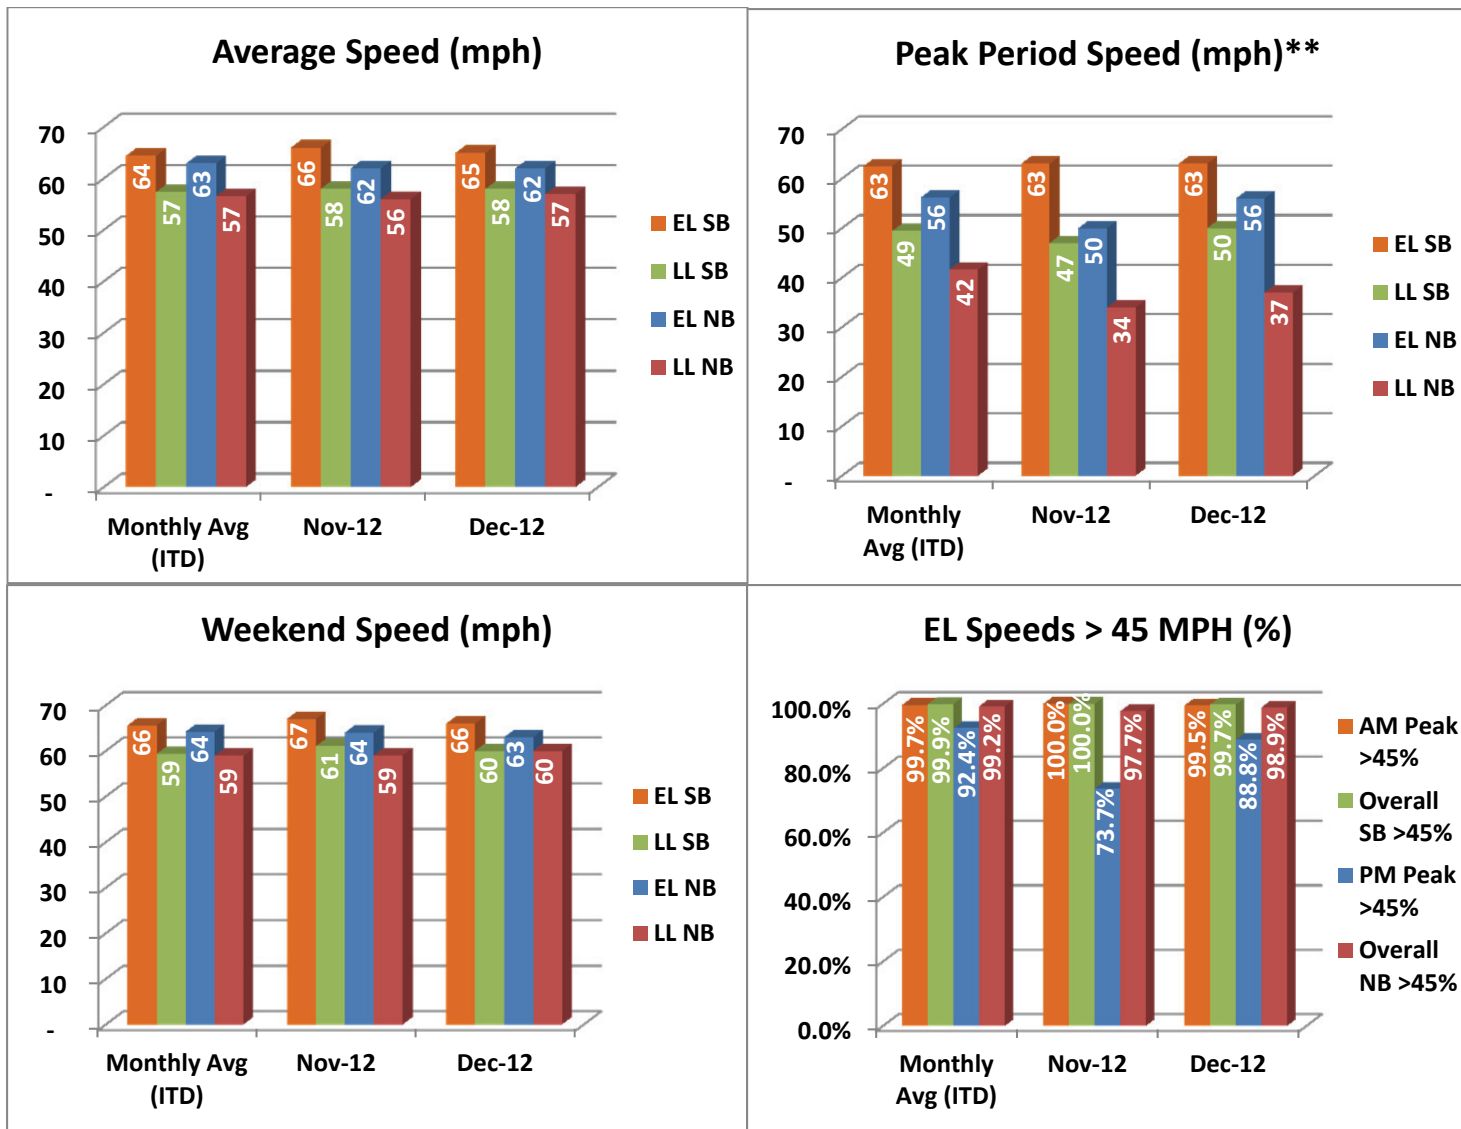 Average Speed (mph)
70
60
50
40
30
20
10
-
64
57
63
57
66
58
62
56
65
58
62
57
Monthly Avg
(ITD)
Nov-12
Dec-12
EL SB
LL SB
EL NB
LL NB
Peak Period Speed (mph)**
70
60
50
40
30
20
10
-
63
49
56
42
63
47
50
34
63
50
56
37
Monthly
Avg (ITD)
Nov-12
Dec-12
EL SB
LL SB
EL NB
LL NB
Weekend Speed (mph)
70
60
50
40
30
20
10
-
66
59
64
59
67
61
64
59
66
60
63
60
Monthly Avg
(ITD)
Nov-12
Dec-12
EL SB
LL SB
EL NB
LL NB
EL Speeds > 45 MPH (%)
100.0%
80.0%
60.0%
40.0%
20.0%
0.0%
99.7%
99.9%
92.4%
99.2%
100.0%
100.0%
73.7%
97.7%
99.5%
99.7%
88.8%
98.9%
Monthly
Avg (ITD)
Nov-12
Dec-12
AM Peak
>45%
Overall
SB >45%
PM Peak
>45%
Overall
NB >45%